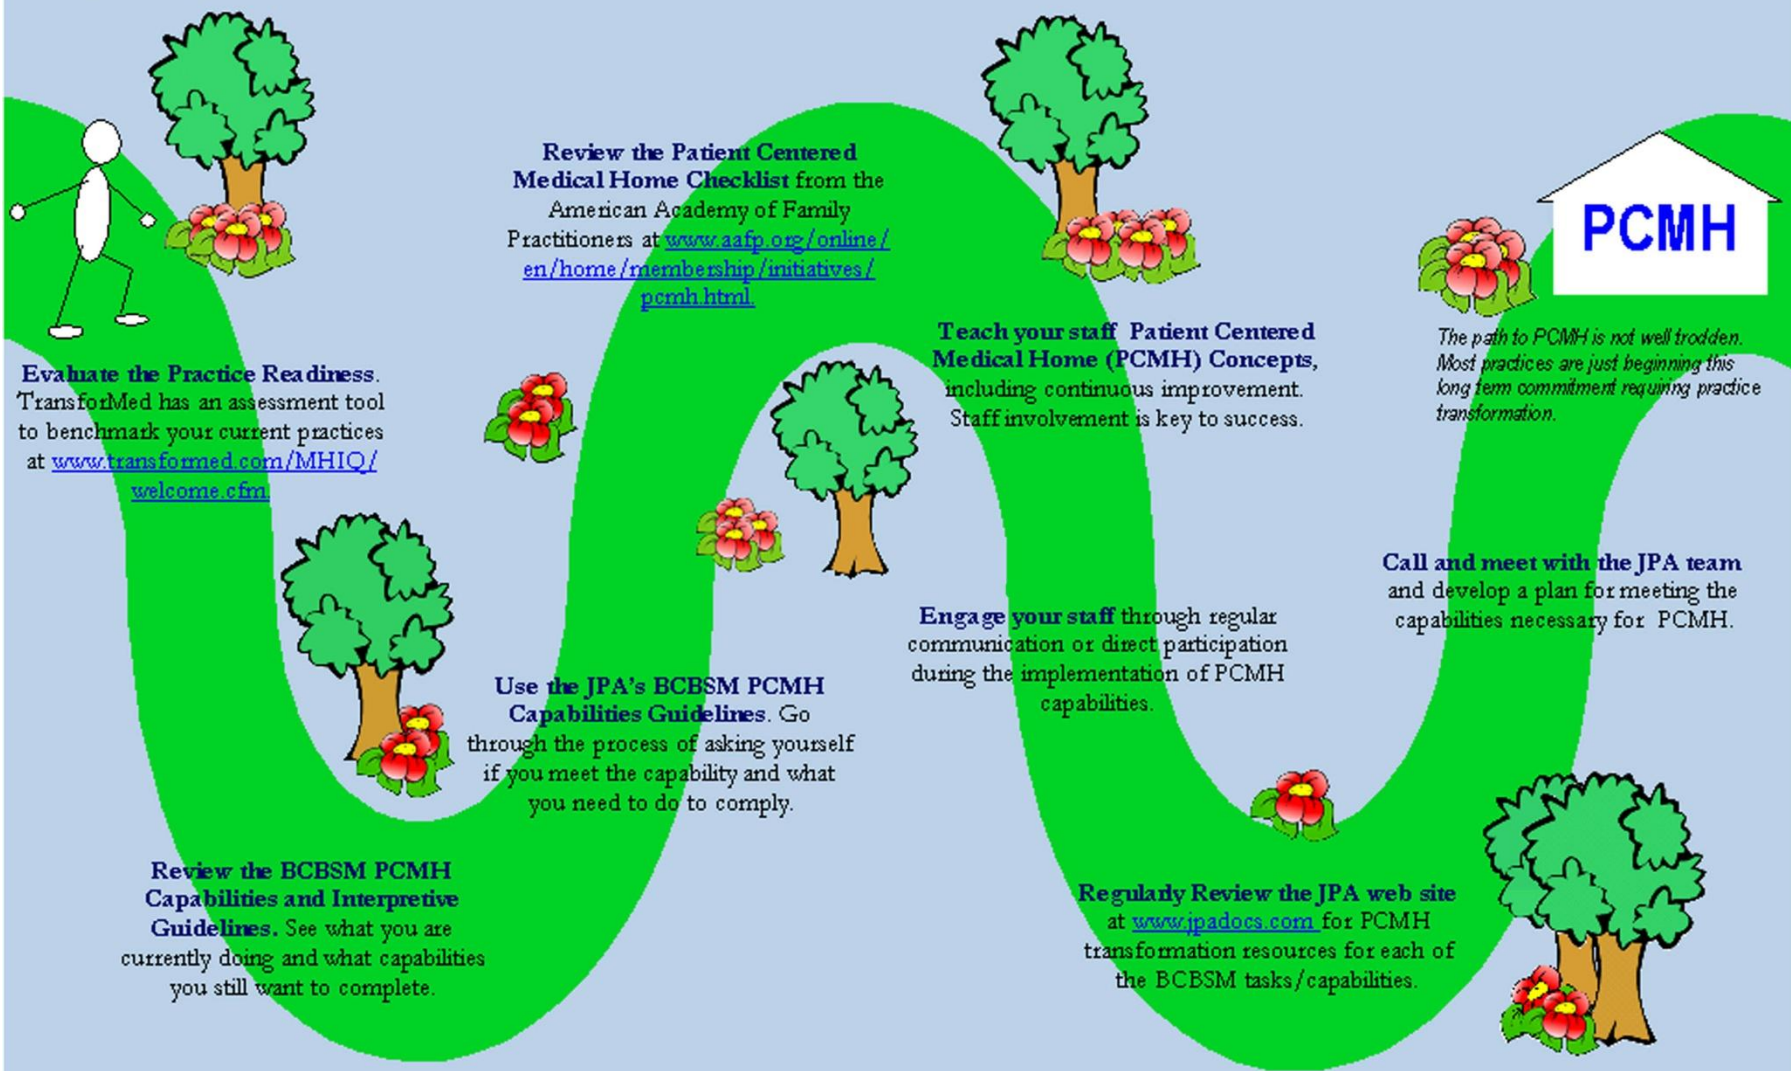 Evaluate the Practice Readiness.
TransforMed has an assessment tool
to benchmark your current practices
at www.transformed.com/MHIQ/
welcome.cfm.
Review the BCBSM PCMH
Capabilities and Interpretive
Guidelines. See what you are
currently doing and what capabilities
you still want to complete.
Use the JPA's BCBSM PCMH
Capabilities Guidelines. Go
through the process of asking yourself
if you meet the capability and what
you need to do to comply.
Review the Patient Centered
Medical Home Checklist from the
American Academy of Family
Practitioners at www.aafp.org/online/
en/home/membership/initiatives/
pcmh.html.
Teach your staff Patient Centered
Medical Home (PCMH) Concepts,
including continuous improvement.
Staff involvement is key to success.
Engage your staff through regular
communication or direct participation
during the implementation of PCMH
capabilities.
Regularly Review the JPA web site
at www.jpadocs.com for PCMH
transformation resources for each of
the BCBSM tasks/capabilities.
Call and meet with the JPA team
and develop a plan for meeting the
capabilities necessary for PCMH.
PCMH
The path to PCMH is not well trodden.
Most practices are just beginning this
long term commitment requiring practice
transformation.